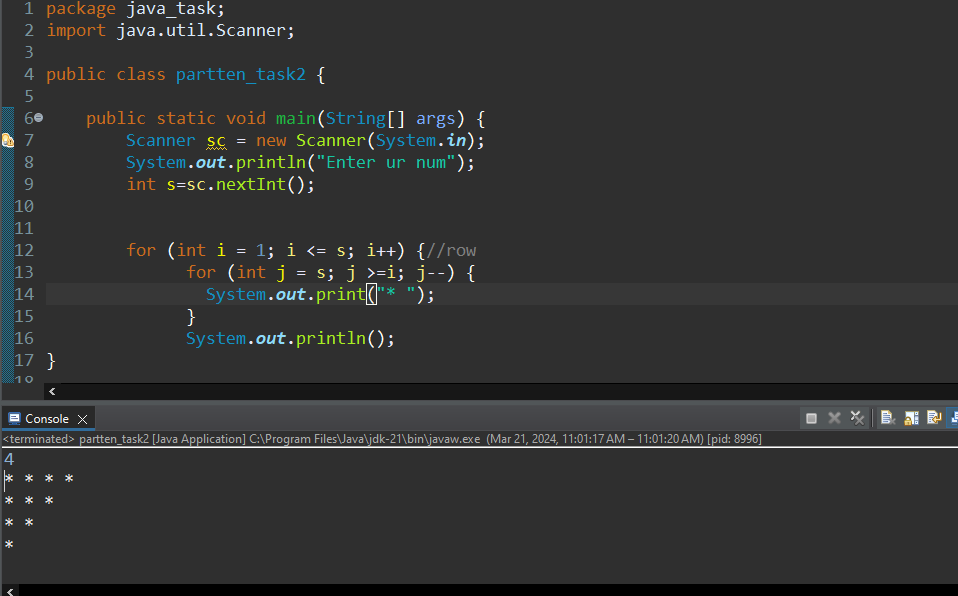 1 package java_task;
2 import java.util.Scanner;
3
4 public class partten_task2 {
5
6 public static void main(String[] args) {
7 Scanner sc = new Scanner(System.in);
8 System.out.println("Enter ur num");
9 int s=sc.nextInt();
10
11
12 for (int i = 1; i <= s; i++) {//row
13 for (int j = s; j >=i; j--) {
14 System.out.print("* ");
15 }
16 System.out.println();
17 }
18
Console
<terminated> partten_task2 [Java Application] C:\Program Files\Java\jdk-21\bin\javaw.exe (Mar 21, 2024, 11:01:17 AM – 11:01:20 AM) [pid: 8996]
4
* * * *
* * *
* *
*